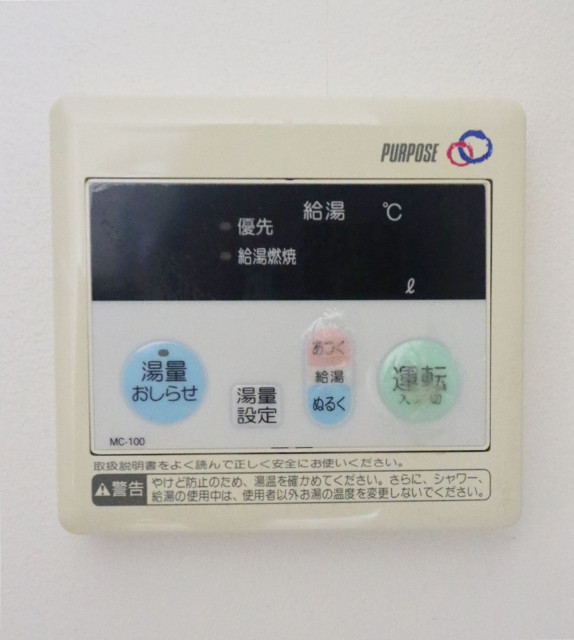 PURPOSE
給湯 ℃
優先
給湯燃焼
ℓ
湯量
おしらせ
湯量
設定
あつく
給湯
ぬるく
運転
入／切
MC-100
取扱説明書をよく読んで正しく安全にお使いください。
警告 やけど防止のため、湯温を確かめてください。さらに、シャワー、
給湯の使用中は、使用者以外お湯の温度を変更しないでください。